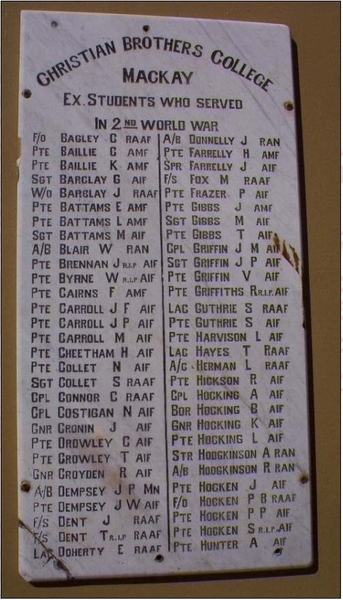 CHRISTIAN BROTHERS COLLEGE
MACKAY
EX. STUDENTS WHO SERVED
IN 2ND WORLD WAR
F/O BAGLEY C RAAF
PTE BAILLIE C AMF
PTE BAILLIE K AMF
SGT BARCLAY G AIF
W/O BARCLAY J RAAF
PTE BATTAMS E AMF
PTE BATTAMS L AMF
SGT BATTAMS M AIF
A/B BLAIR W RAN
PTE BRENNAN J R.I.P AIF
PTE BYRNE W R.I.P AIF
PTE CAIRNS F AMF
PTE CARROLL J F AIF
PTE CARROLL J P AIF
PTE CARROLL M AIF
PTE CHEETHAM H AIF
PTE COLLET N AIF
SGT COLLET S RAAF
CPL CONNOR C RAAF
CPL COSTIGAN N AIF
GNR CRONIN J AIF
PTE CROWLEY C AIF
PTE CROWLEY T AIF
GNR CROYDEN R AIF
A/B DEMPSEY J P MN
PTE DEMPSEY J W AIF
F/S DENT J RAAF
F/S DENT T R.I.P RAAF
LAC DOHERTY E RAAF
A/B DONNELLY J RAN
PTE FARRELLY H AMF
SPR FARRELLY J AIF
F/S FOX M RAAF
PTE FRAZER P AIF
PTE GIBBS J AMF
SGT GIBBS M AIF
PTE GIBBS T AIF
CPL GRIFFIN J M AIF
SGT GRIFFIN J P AIF
PTE GRIFFIN V AIF
PTE GRIFFITHS R R.I.P AIF
LAC GUTHRIE S RAAF
PTE GUTHRIE S AIF
PTE HARVISON L AIF
LAC HAYES T RAAF
A/C HERMAN L RAAF
PTE HICKSON R AIF
CPL HOCKING A AIF
BDR HOCKING B AIF
GNR HOCKING K AIF
PTE HOCKING L AIF
STR HODGKINSON A RAN
A/B HODGKINSON R RAN
PTE HOGKEN J AIF
F/O HOGKEN P B RAAF
PTE HOGKEN P P AIF
PTE HOGKEN S R.I.P AIF
PTE HUNTER A AIF